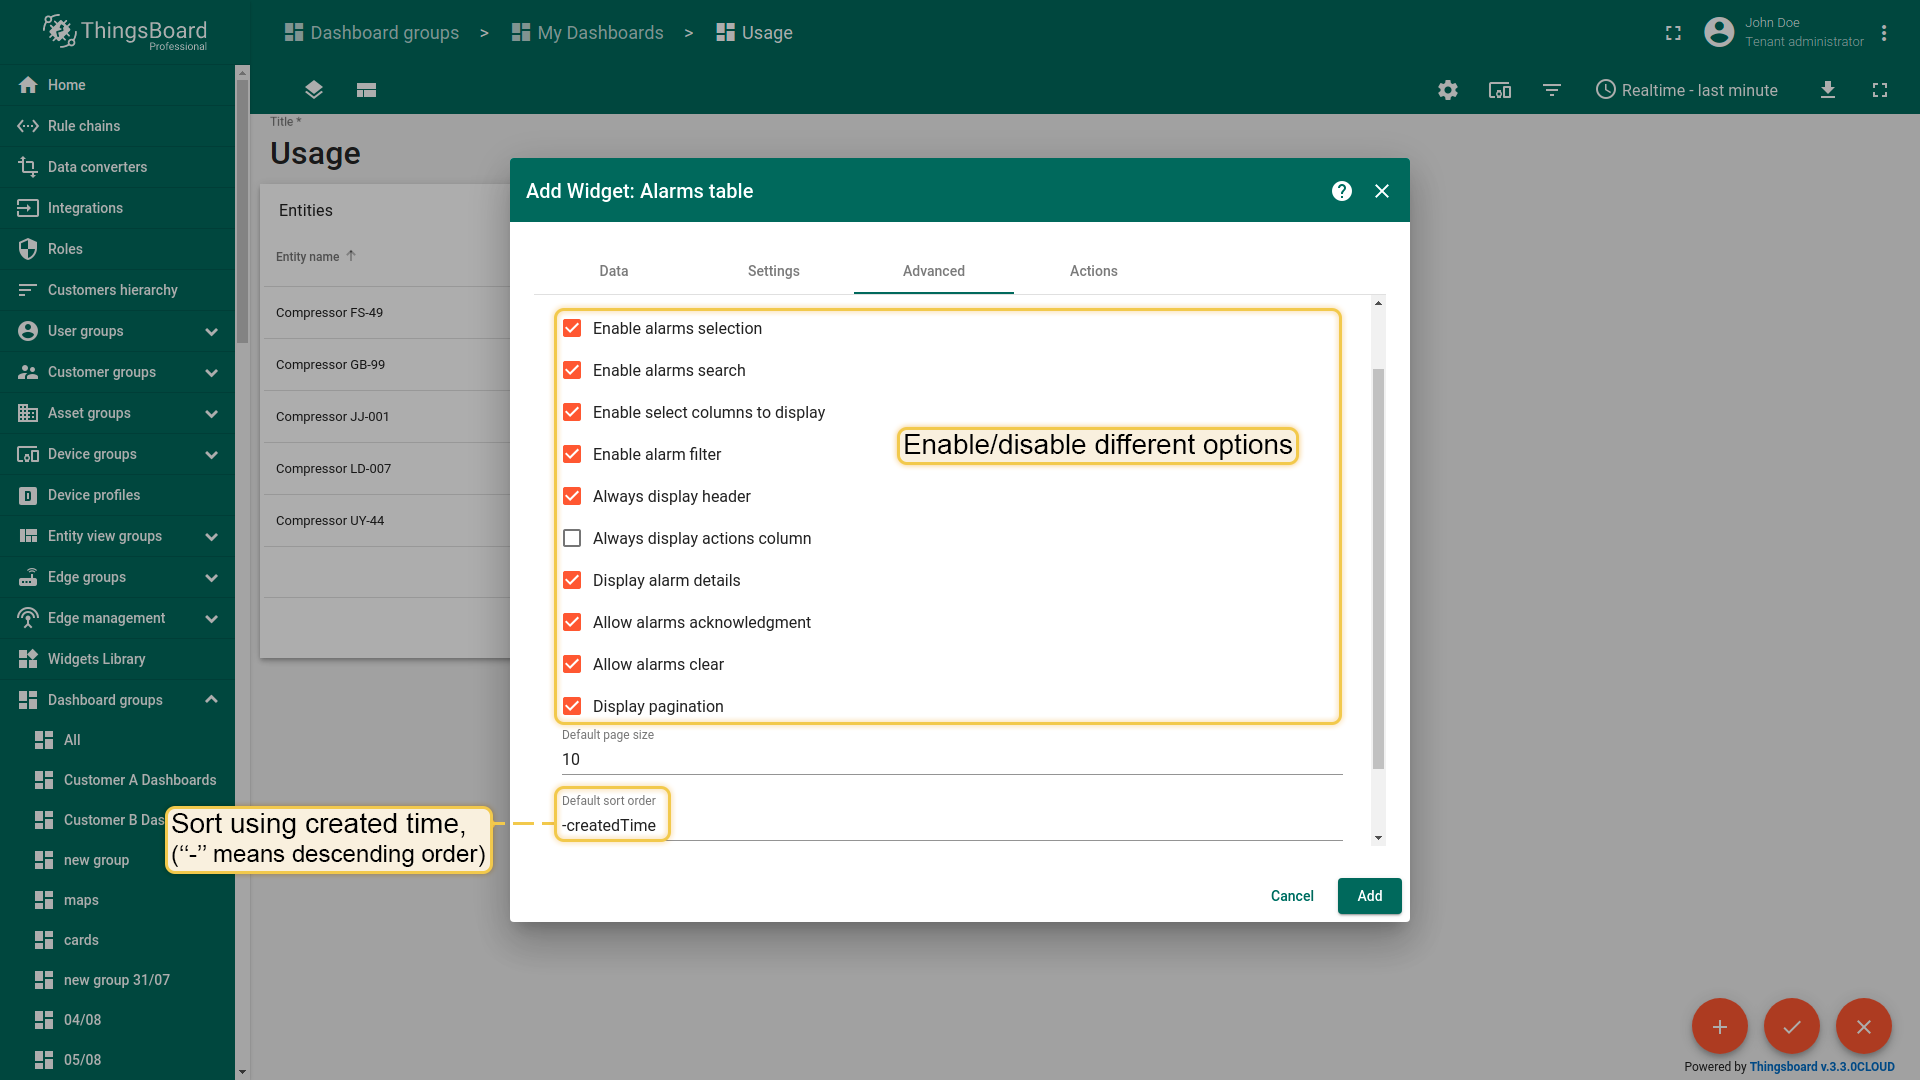 ThingsBoard
Professional
Dashboard groups > My Dashboards > Usage
John Doe
Tenant administrator
Realtime - last minute
Home
Rule chains
Data converters
Integrations
Roles
Customers hierarchy
User groups
Customer groups
Asset groups
Device groups
Device profiles
Entity view groups
Edge groups
Edge management
Widgets Library
Dashboard groups
All
Customer A Dashboards
Customer B Das
new group
maps
cards
new group 31/07
04/08
05/08
Title *
Usage
Entities
Entity name
Compressor FS-49
Compressor GB-99
Compressor JJ-001
Compressor LD-007
Compressor UY-44
Add Widget: Alarms table
Data
Settings
Advanced
Actions
Enable alarms selection
Enable alarms search
Enable select columns to display
Enable alarm filter
Always display header
Always display actions column
Display alarm details
Allow alarms acknowledgment
Allow alarms clear
Display pagination
Enable/disable different options
Default page size
10
Default sort order
-createdTime
Sort using created time,
(“-” means descending order)
Cancel
Add
Powered by Thingsboard v.3.3.0CLOUD